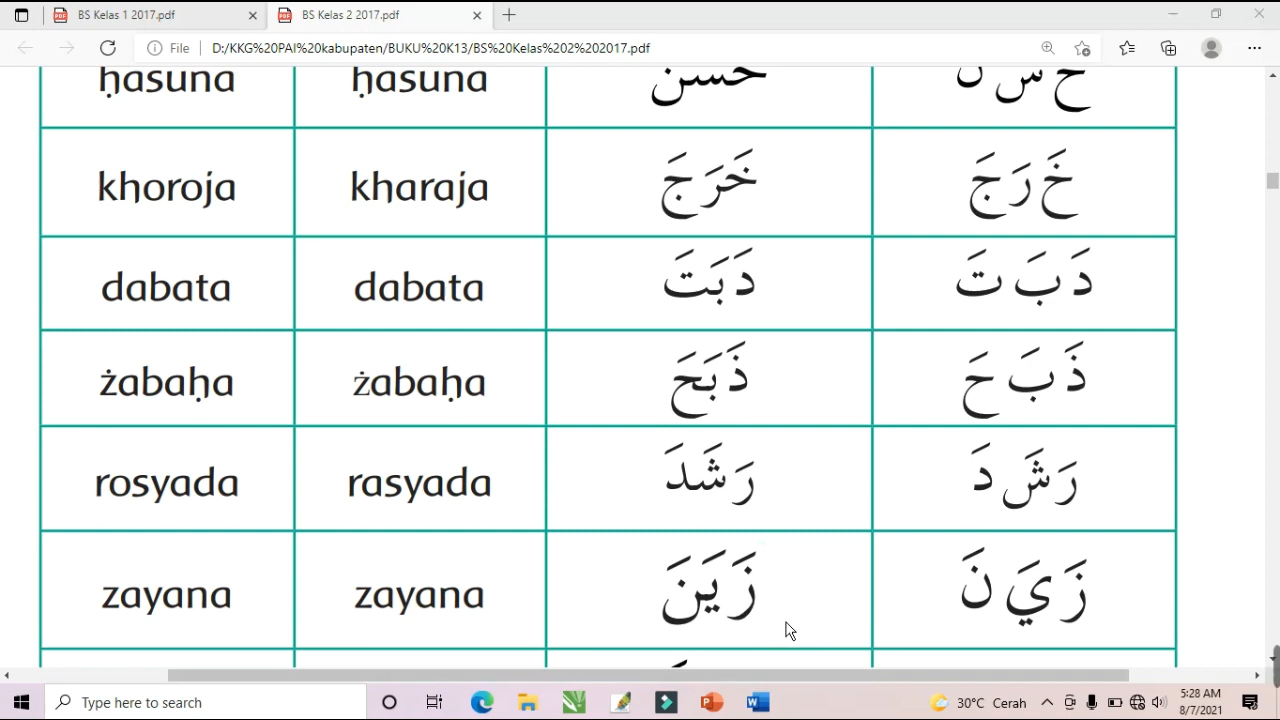 BS Kelas 1 2017.pdf
BS Kelas 2 2017.pdf
File
D:/KKG%20PAI%20kabupaten/BUKU%20K13/BS%20Kelas%202%202017.pdf
ḥasuna ḥasuna حَسُنَ حَ سُ نَ
khoroja kharaja خَرَجَ خَ رَ جَ
dabata dabata دَبَتَ دَ بَ تَ
żabaḥa żabaḥa ذَبَحَ ذَ بَ حَ
rosyada rasyada رَشَدَ رَ شَ دَ
zayana zayana زَيَنَ زَ يَ نَ
Type here to search
30°C Cerah
5:28 AM
8/7/2021